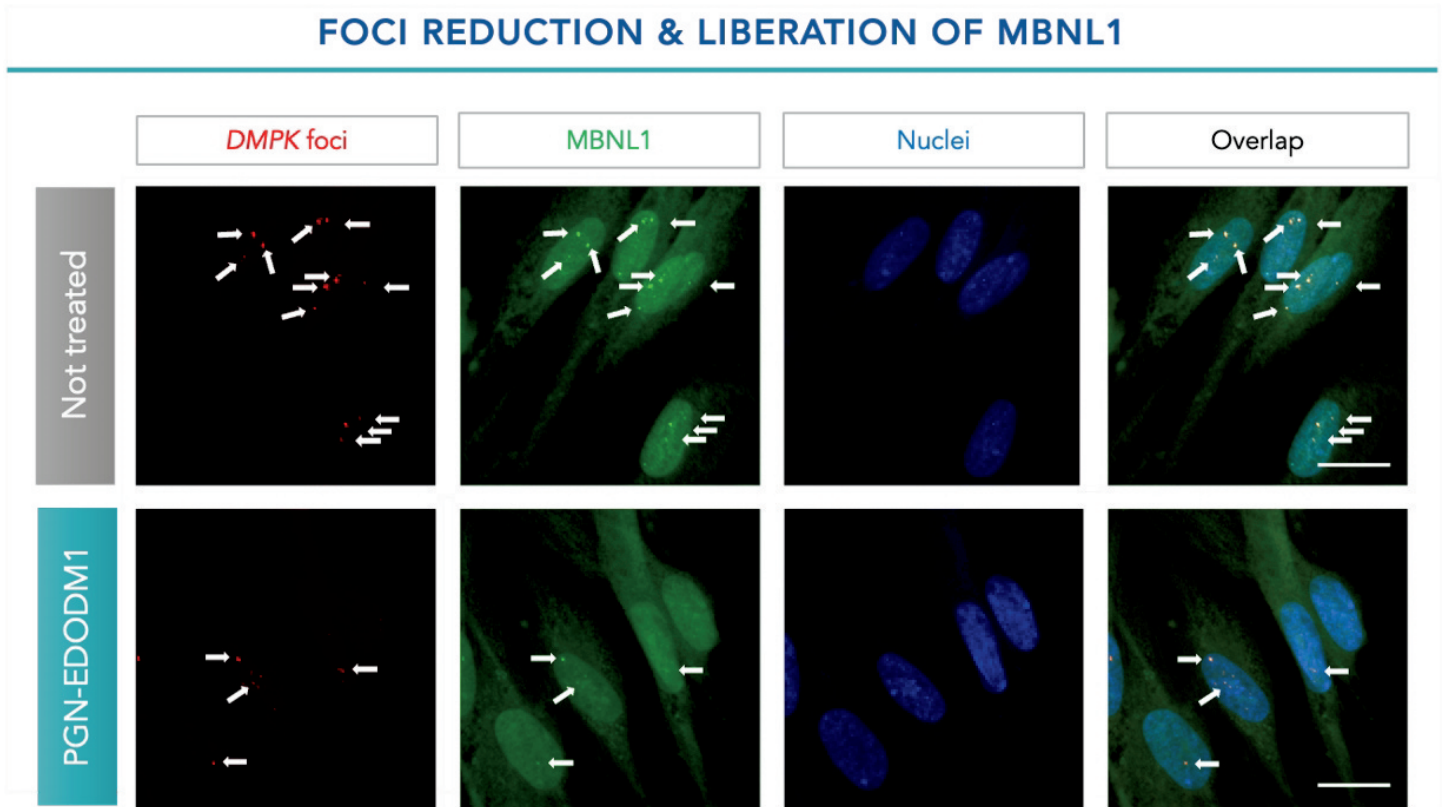 FOCI REDUCTION & LIBERATION OF MBNL1
DMPK foci
MBNL1
Nuclei
Overlap
Not treated
PGN-EDODM1